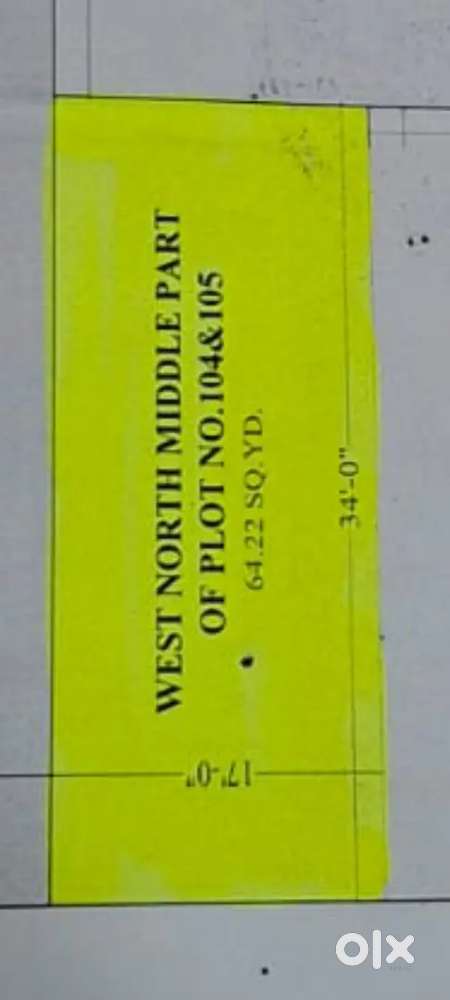 WEST NORTH MIDDLE PART
OF PLOT NO.104&105
64.22 SQ.YD.
34'-0"
17'-0"
OLX